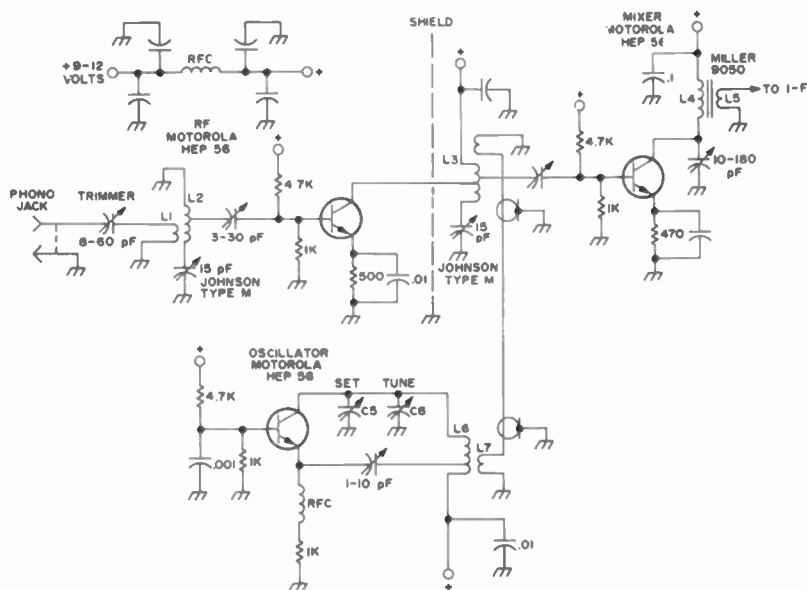 SHIELD
MIXER
MOTOROLA
HEP 56
+9-12
VOLTS
RFC
+
+
+
.1
MILLER
9050
L4
L5
TO I-F
RF
MOTOROLA
HEP 56
+
4.7K
+
4.7K
L3
10-180
pF
PHONO
JACK
TRIMMER
L2
L1
8-60 pF
3-30 pF
15 pF
JOHNSON
TYPE M
1K
500
.01
15
pF
JOHNSON
TYPE M
1K
470
OSCILLATOR
MOTOROLA
HEP 56
+
4.7K
SET
TUNE
C5
C6
L6
L7
.001
1K
1-10 pF
RFC
1K
.01
+